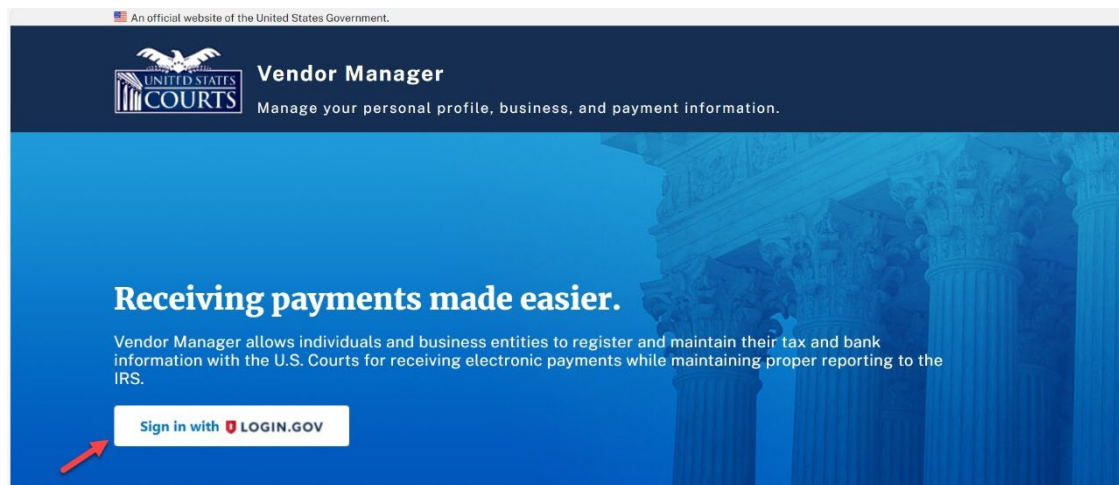 An official website of the United States Government.
UNITED STATES
COURTS
Vendor Manager
Manage your personal profile, business, and payment information.
Receiving payments made easier.
Vendor Manager allows individuals and business entities to register and maintain their tax and bank
information with the U.S. Courts for receiving electronic payments while maintaining proper reporting to the
IRS.
Sign in with LOGIN.GOV